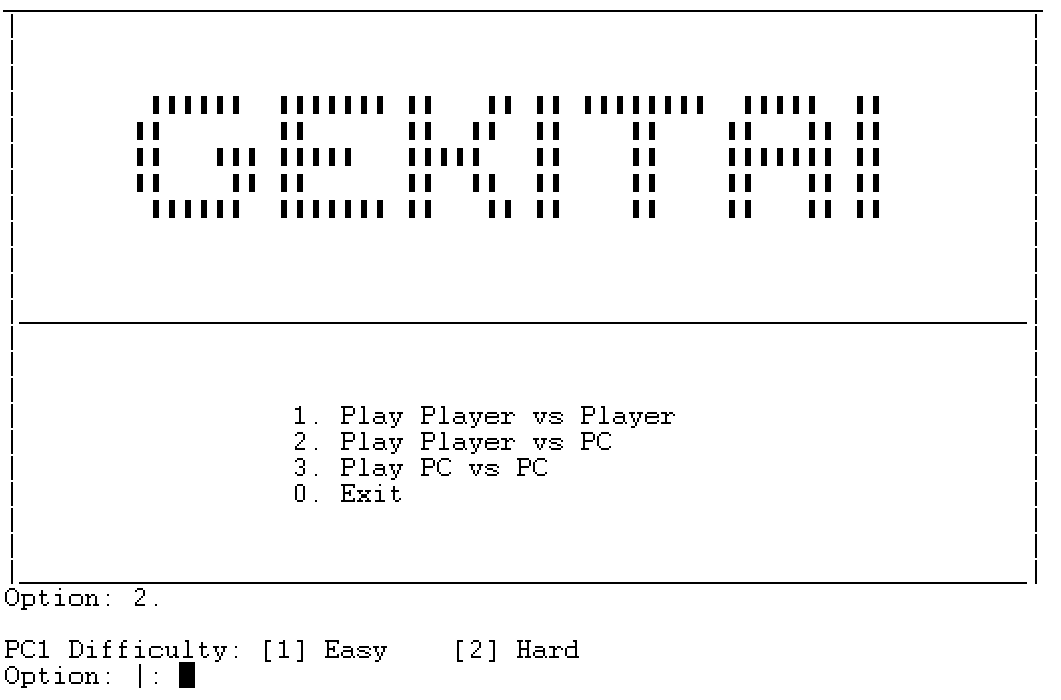 GEKITAI
1. Play Player vs Player
2. Play Player vs PC
3. Play PC vs PC
0. Exit
Option: 2.
PC1 Difficulty: [1] Easy    [2] Hard
Option: |: